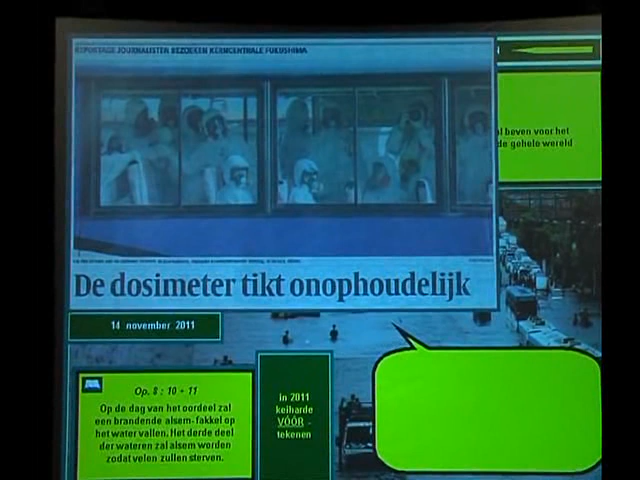 REPORTAGE JOURNALISTEN BEZOEKEN KERNCENTRALE FUKUSHIMA
beven voor het
de gehele wereld
De dosimeter tikt onophoudelijk
14 november 2011
Op. 8 : 10 + 11
Op de dag van het oordeel zal
een brandende alsem-fakkel op
het water vallen. Het derde deel
der wateren zal alsem worden
zodat velen zullen sterven.
in 2011
keiharde
VÓÓR -
tekenen